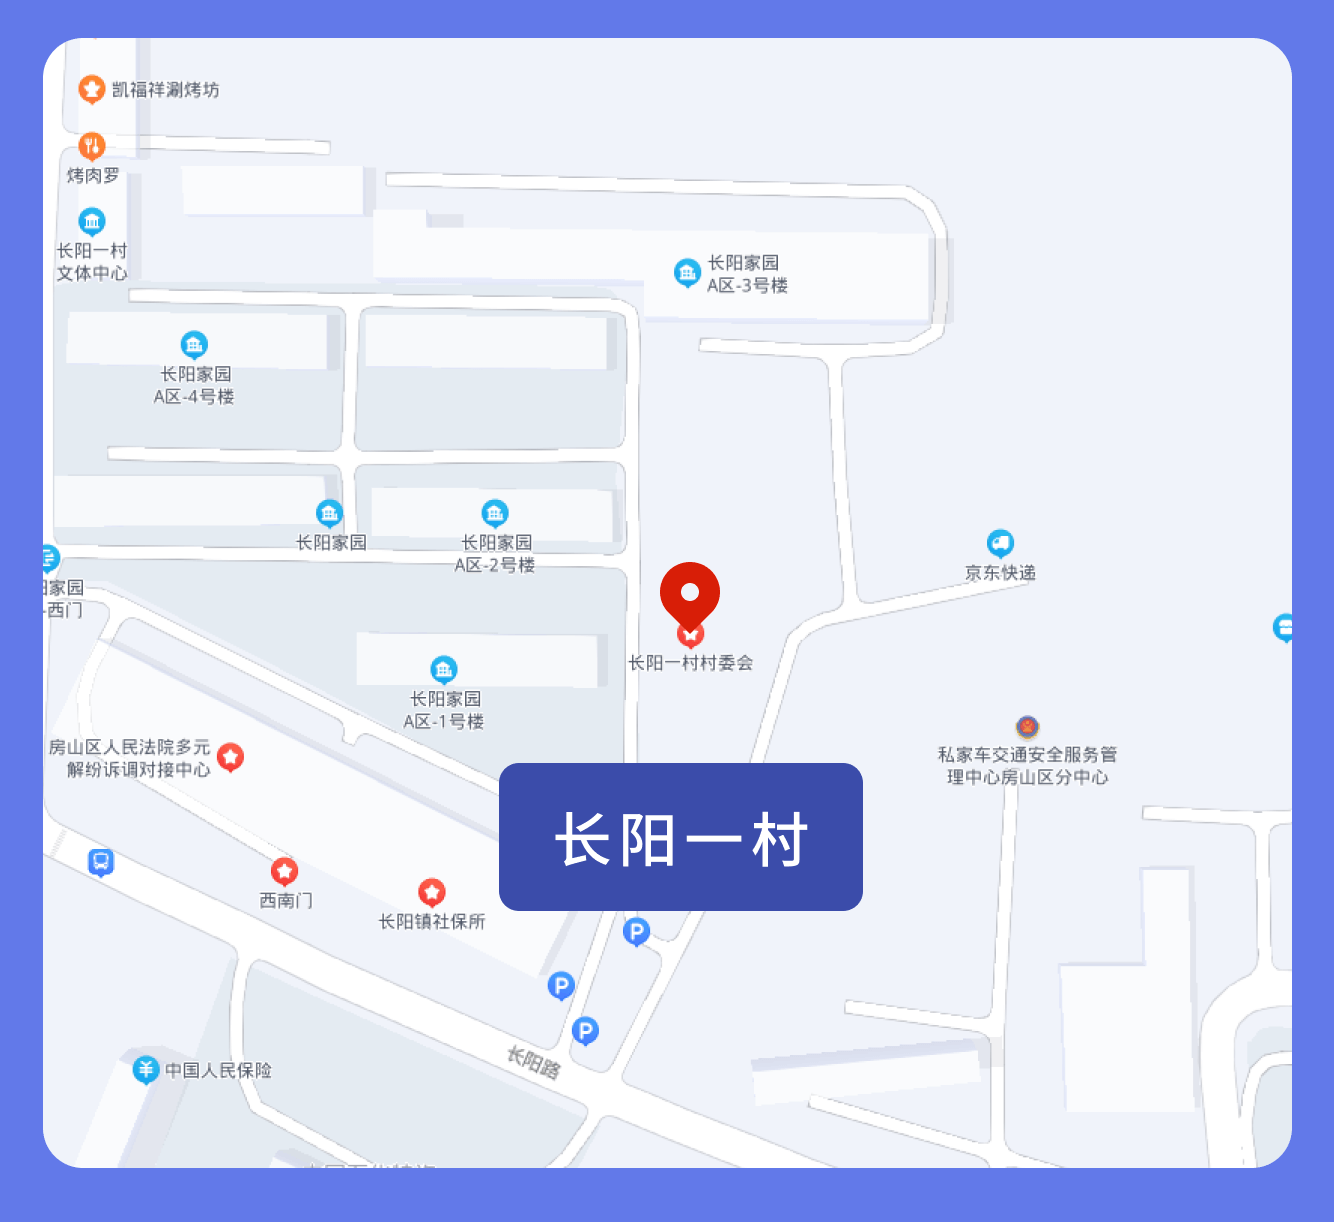 凯福祥涮烤坊
烤肉罗
长阳一村
文体中心
长阳家园
A区-3号楼
长阳家园
A区-4号楼
长阳家园
长阳家园
A区-2号楼
京东快递
家园
-西门
长阳一村村委会
长阳家园
A区-1号楼
房山区人民法院多元
解纷诉调对接中心
私家车交通安全服务管
理中心房山区分中心
长阳一村
西南门
长阳镇社保所
P
P
P
长阳路
中国人民保险